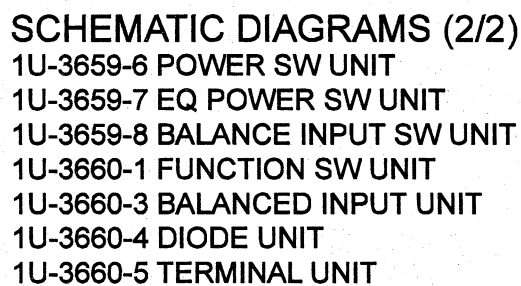 SCHEMATIC DIAGRAMS (2/2)
1U-3659-6 POWER SW UNIT
1U-3659-7 EQ POWER SW UNIT
1U-3659-8 BALANCE INPUT SW UNIT
1U-3660-1 FUNCTION SW UNIT
1U-3660-3 BALANCED INPUT UNIT
1U-3660-4 DIODE UNIT
1U-3660-5 TERMINAL UNIT